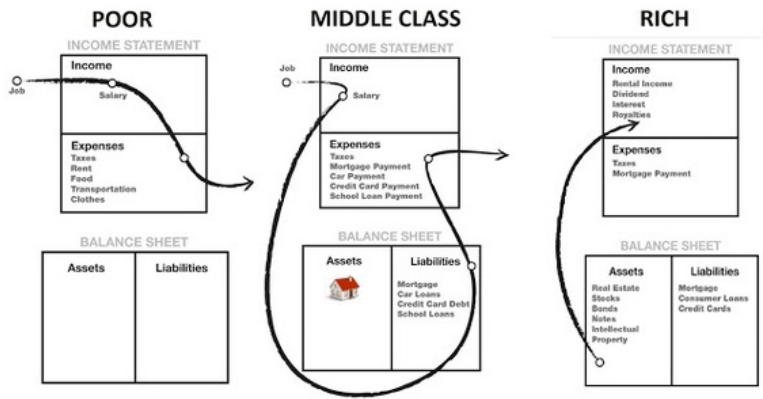 POOR
INCOME STATEMENT
Job
Income
Salary
Expenses
Taxes
Rent
Food
Transportation
Clothes
BALANCE SHEET
Assets
Liabilities
MIDDLE CLASS
INCOME STATEMENT
Job
Income
Salary
Expenses
Taxes
Mortgage Payment
Car Payment
Credit Card Payment
School Loan Payment
BALANCE SHEET
Assets
Liabilities
Mortgage
Car Loans
Credit Card Debt
School Loans
RICH
INCOME STATEMENT
Income
Rental Income
Dividend
Interest
Royalties
Expenses
Taxes
Mortgage Payment
BALANCE SHEET
Assets
Real Estate
Stocks
Bonds
Notes
Intellectual
Property
Liabilities
Mortgage
Consumer Loans
Credit Cards